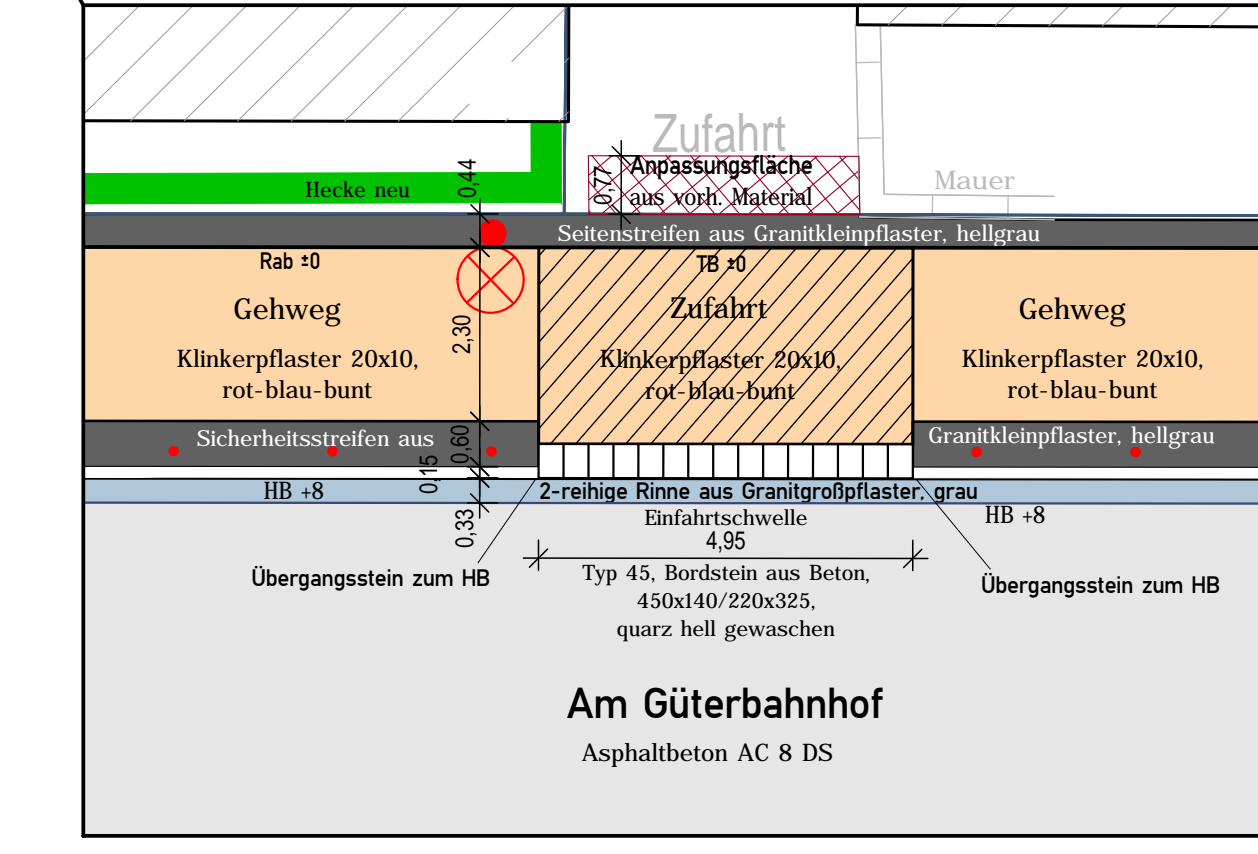 Zufahrt
Anpassungsfläche
aus vorh. Material
0,77
0,44
Hecke neu
Mauer
Seitenstreifen aus Granitkleinpflaster, hellgrau
Rab ±0
TB ±0
Gehweg
Zufahrt
Gehweg
2,30
Klinkerpflaster 20x10,
rot-blau-bunt
Klinkerpflaster 20x10,
rot-blau-bunt
Klinkerpflaster 20x10,
rot-blau-bunt
Sicherheitsstreifen aus
Granitkleinpflaster, hellgrau
0,60
0,15
HB +8
2-reihige Rinne aus Granitgroßpflaster, grau
HB +8
0,33
Einfahrtschwelle
4,95
Übergangsstein zum HB
Typ 45, Bordstein aus Beton,
450x140/220x325,
quarz hell gewaschen
Übergangsstein zum HB
Am Güterbahnhof
Asphaltbeton AC 8 DS